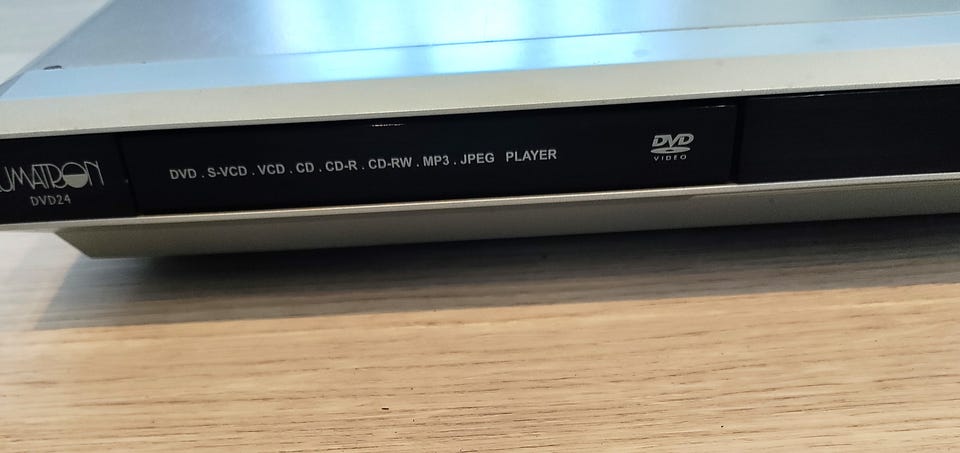 UMATRON
DVD24
DVD . S-VCD . VCD . CD . CD-R . CD-RW . MP3 . JPEG PLAYER
DVD
VIDEO